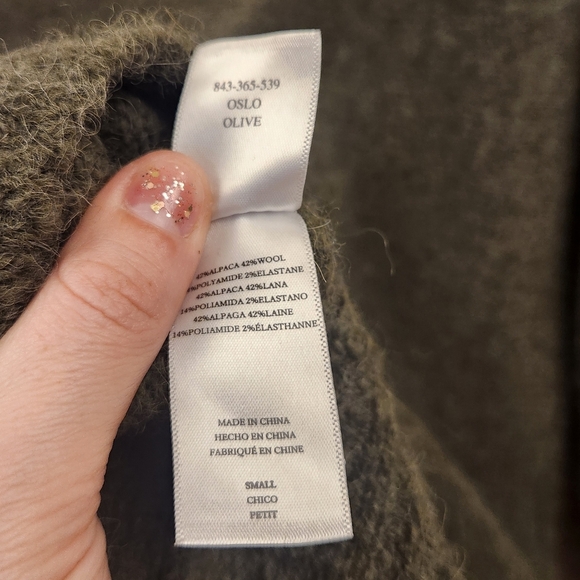 843-365-539
OSLO
OLIVE
42%ALPACA 42%WOOL
%POLYAMIDE 2%ELASTANE
42%ALPACA 42%LANA
14%POLIAMIDA 2%ELASTANO
42%ALPAGA 42%LAINE
14%POLIAMIDE 2%ÉLASTHANNE
MADE IN CHINA
HECHO EN CHINA
FABRIQUÉ EN CHINE
SMALL
CHICO
PETIT